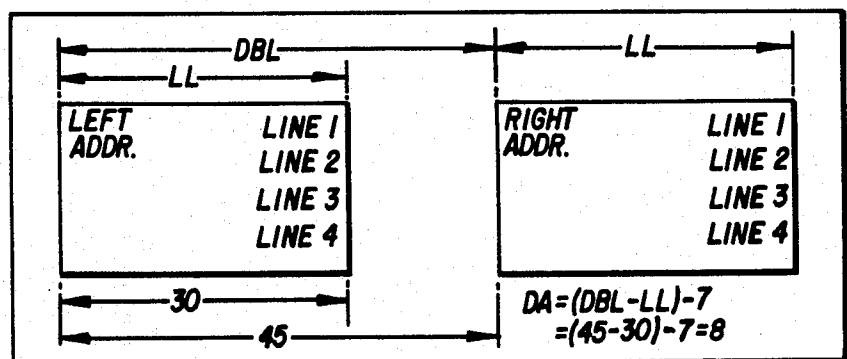 DBL
LL
LL
LEFT
ADDR.
LINE 1
LINE 2
LINE 3
LINE 4
RIGHT
ADDR.
LINE 1
LINE 2
LINE 3
LINE 4
30
45
DA=(DBL-LL)-7
=(45-30)-7=8